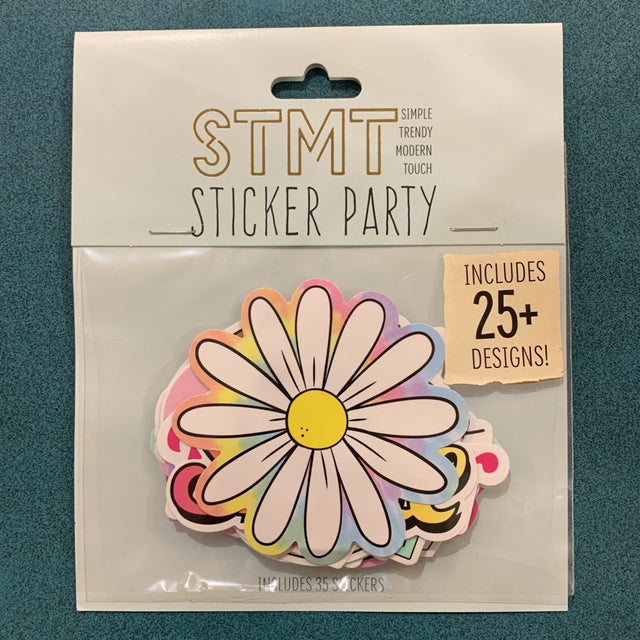 STMT
SIMPLE
TRENDY
MODERN
TOUCH
STICKER PARTY
INCLUDES
25+
DESIGNS!
INCLUDES 35 STICKERS